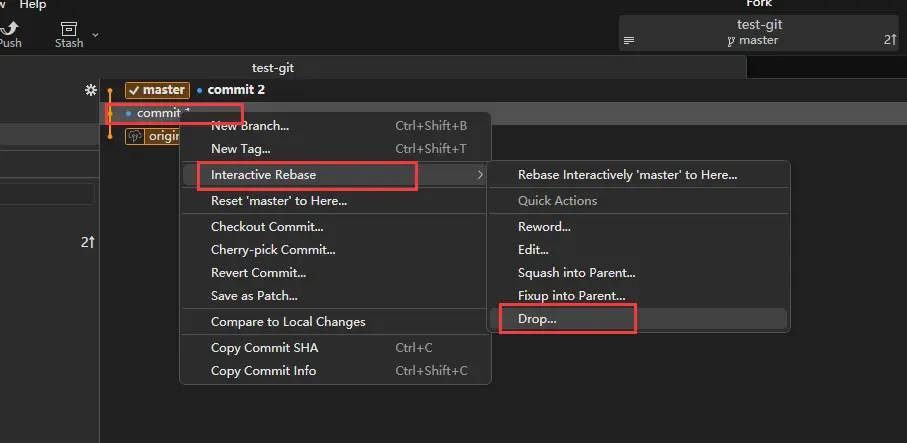 w Help
Fork
Push
Stash
test-git
master
2↑
test-git
master commit 2
commit
origin
2↑
New Branch... Ctrl+Shift+B
New Tag... Ctrl+Shift+T
Interactive Rebase
Reset 'master' to Here...
Checkout Commit...
Cherry-pick Commit...
Revert Commit...
Save as Patch...
Compare to Local Changes
Copy Commit SHA Ctrl+C
Copy Commit Info Ctrl+Shift+C
Rebase Interactively 'master' to Here...
Quick Actions
Reword...
Edit...
Squash into Parent...
Fixup into Parent...
Drop...